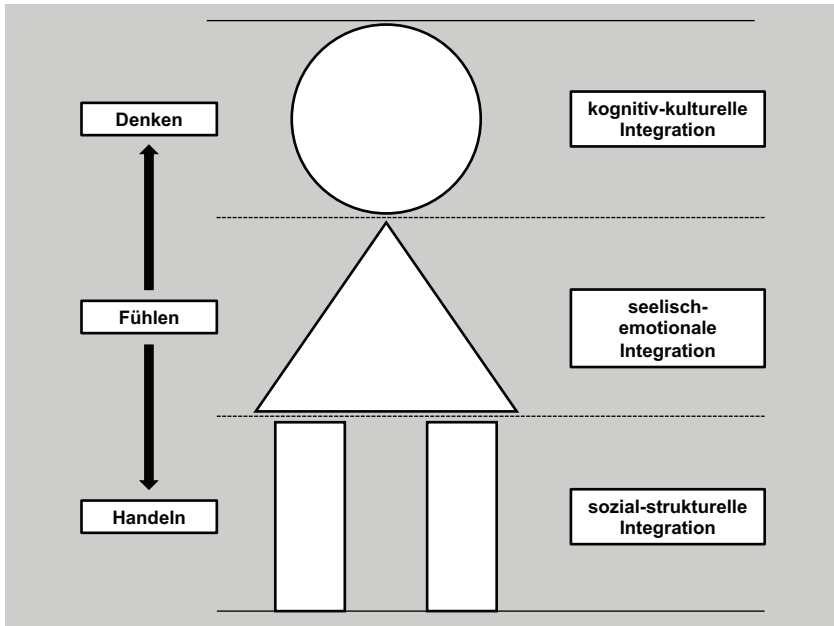 Denken
kognitiv-kulturelle
Integration
Fühlen
seelisch-
emotionale
Integration
Handeln
sozial-strukturelle
Integration